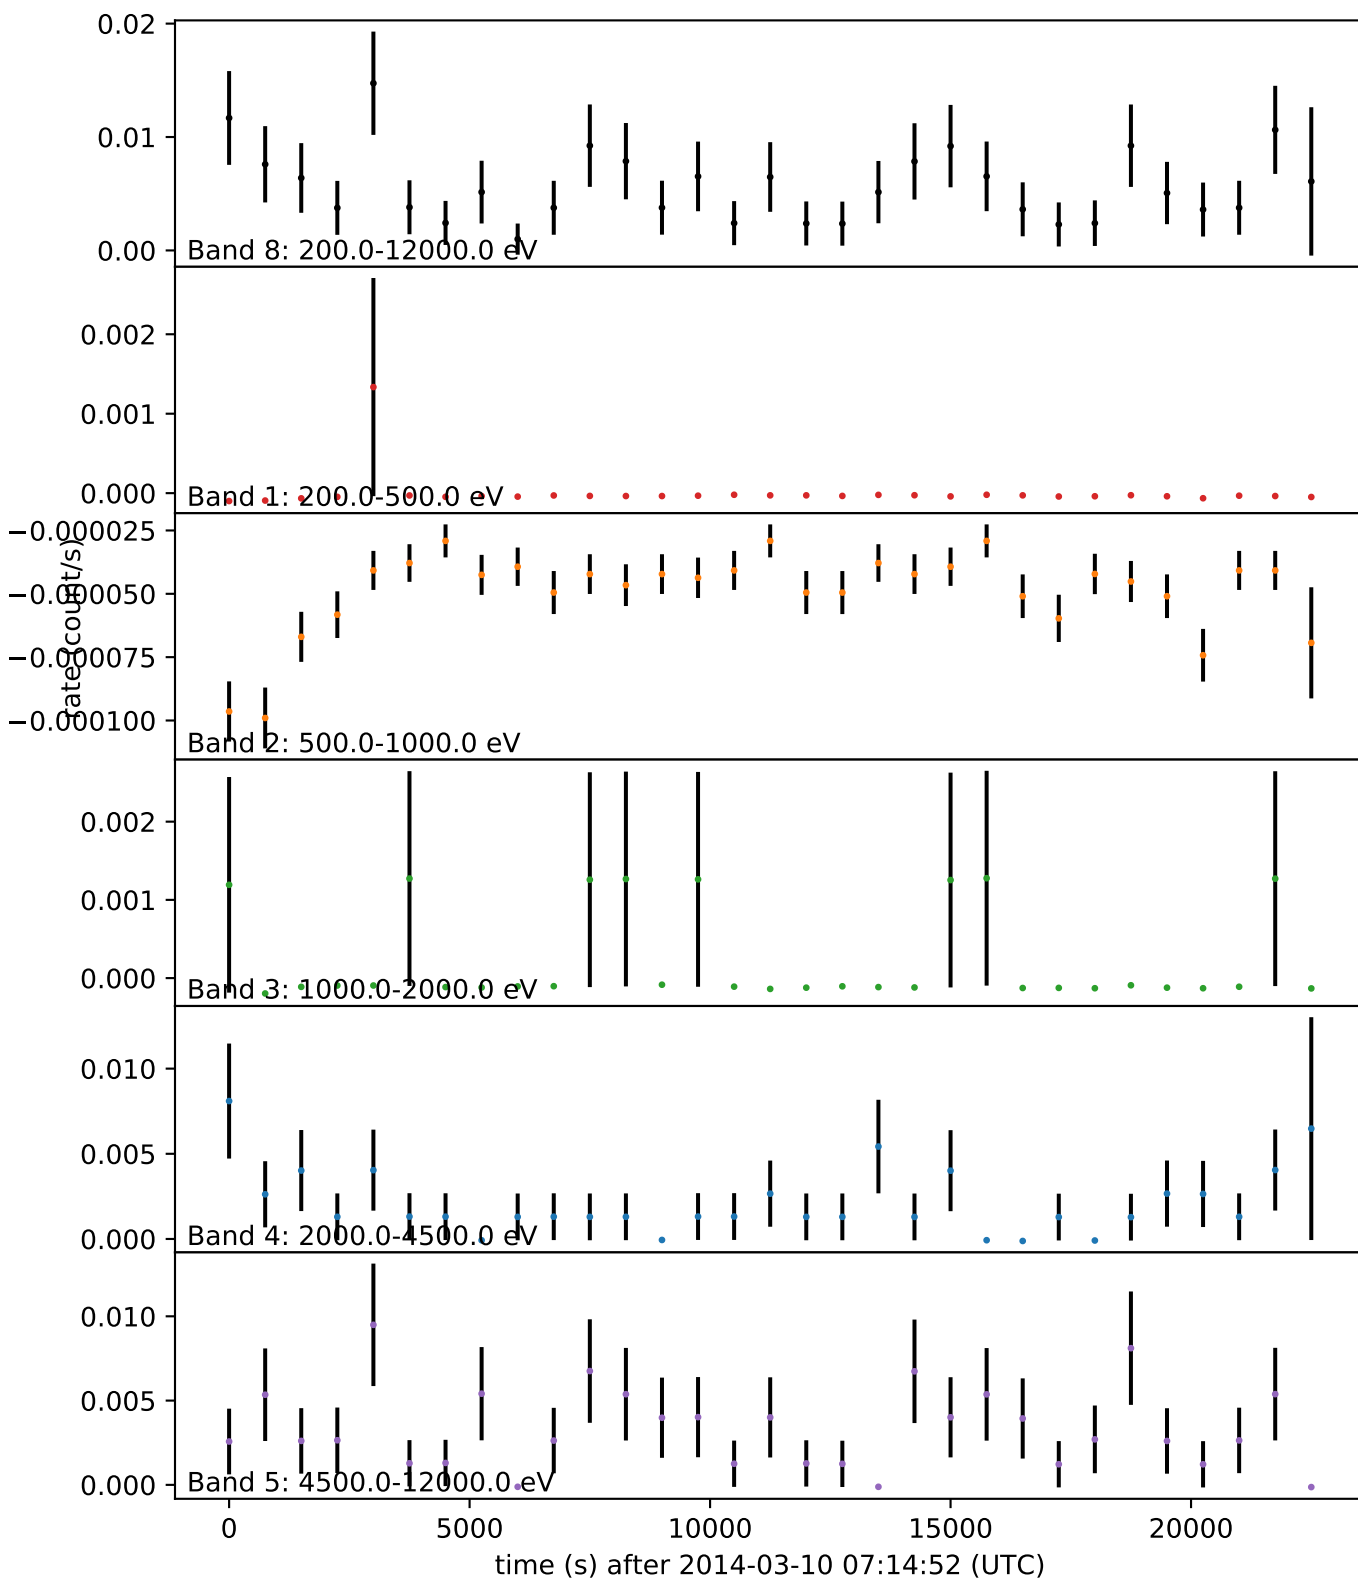 0.02
0.01
0.00
Band 8: 200.0-12000.0 eV
0.002
0.001
0.000
Band 1: 200.0-500.0 eV
−0.000025
−0.000050
−0.000075
−0.000100
rate (count/s)
Band 2: 500.0-1000.0 eV
0.002
0.001
0.000
Band 3: 1000.0-2000.0 eV
0.010
0.005
0.000
Band 4: 2000.0-4500.0 eV
0.010
0.005
0.000
Band 5: 4500.0-12000.0 eV
0 5000 10000 15000 20000
time (s) after 2014-03-10 07:14:52 (UTC)